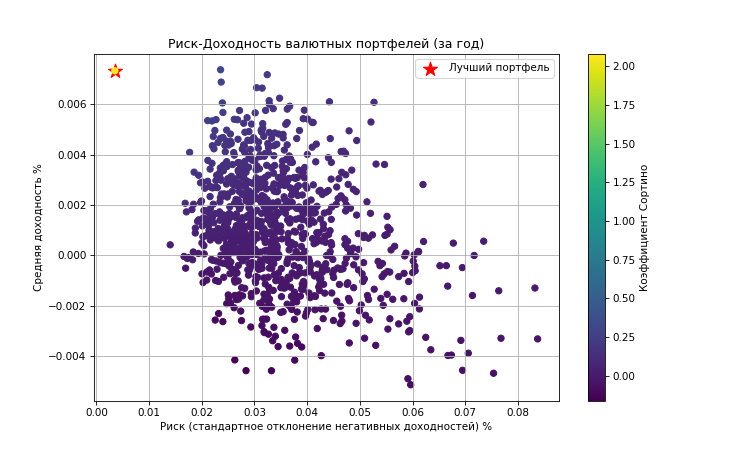 Риск-Доходность валютных портфелей (за год)
Лучший портфель
Средняя доходность %
0.006
0.004
0.002
0.000
−0.002
−0.004
0.00 0.01 0.02 0.03 0.04 0.05 0.06 0.07 0.08
Риск (стандартное отклонение негативных доходностей) %
2.00
1.75
1.50
1.25
1.00
0.75
0.50
0.25
0.00
Коэффициент Сортино